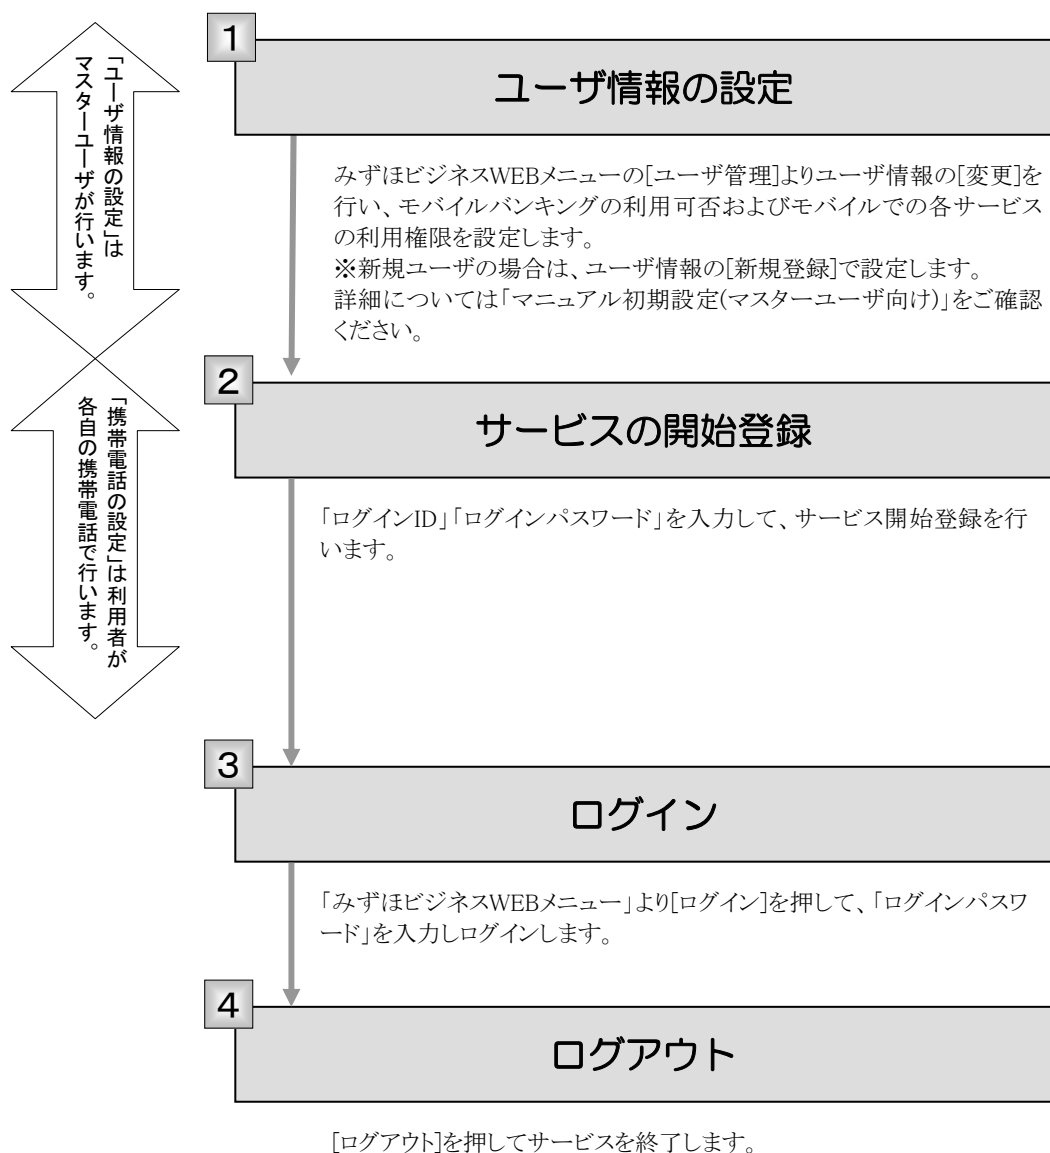 「ユーザ情報の設定」は
マスターユーザが行います。
1
ユーザ情報の設定
みずほビジネスWEBメニューの[ユーザ管理]よりユーザ情報の[変更]を
行い、モバイルバンキングの利用可否およびモバイルでの各サービス
の利用権限を設定します。
※新規ユーザの場合は、ユーザ情報の[新規登録]で設定します。
詳細については「マニュアル初期設定(マスターユーザ向け)」をご確認
ください。
「携帯電話の設定」は利用者が
各自の携帯電話で行います。
2
サービスの開始登録
「ログインID」「ログインパスワード」を入力して、サービス開始登録を行
います。
3
ログイン
「みずほビジネスWEBメニュー」より[ログイン]を押して、「ログインパスワ
ード」を入力しログインします。
4
ログアウト
[ログアウト]を押してサービスを終了します。